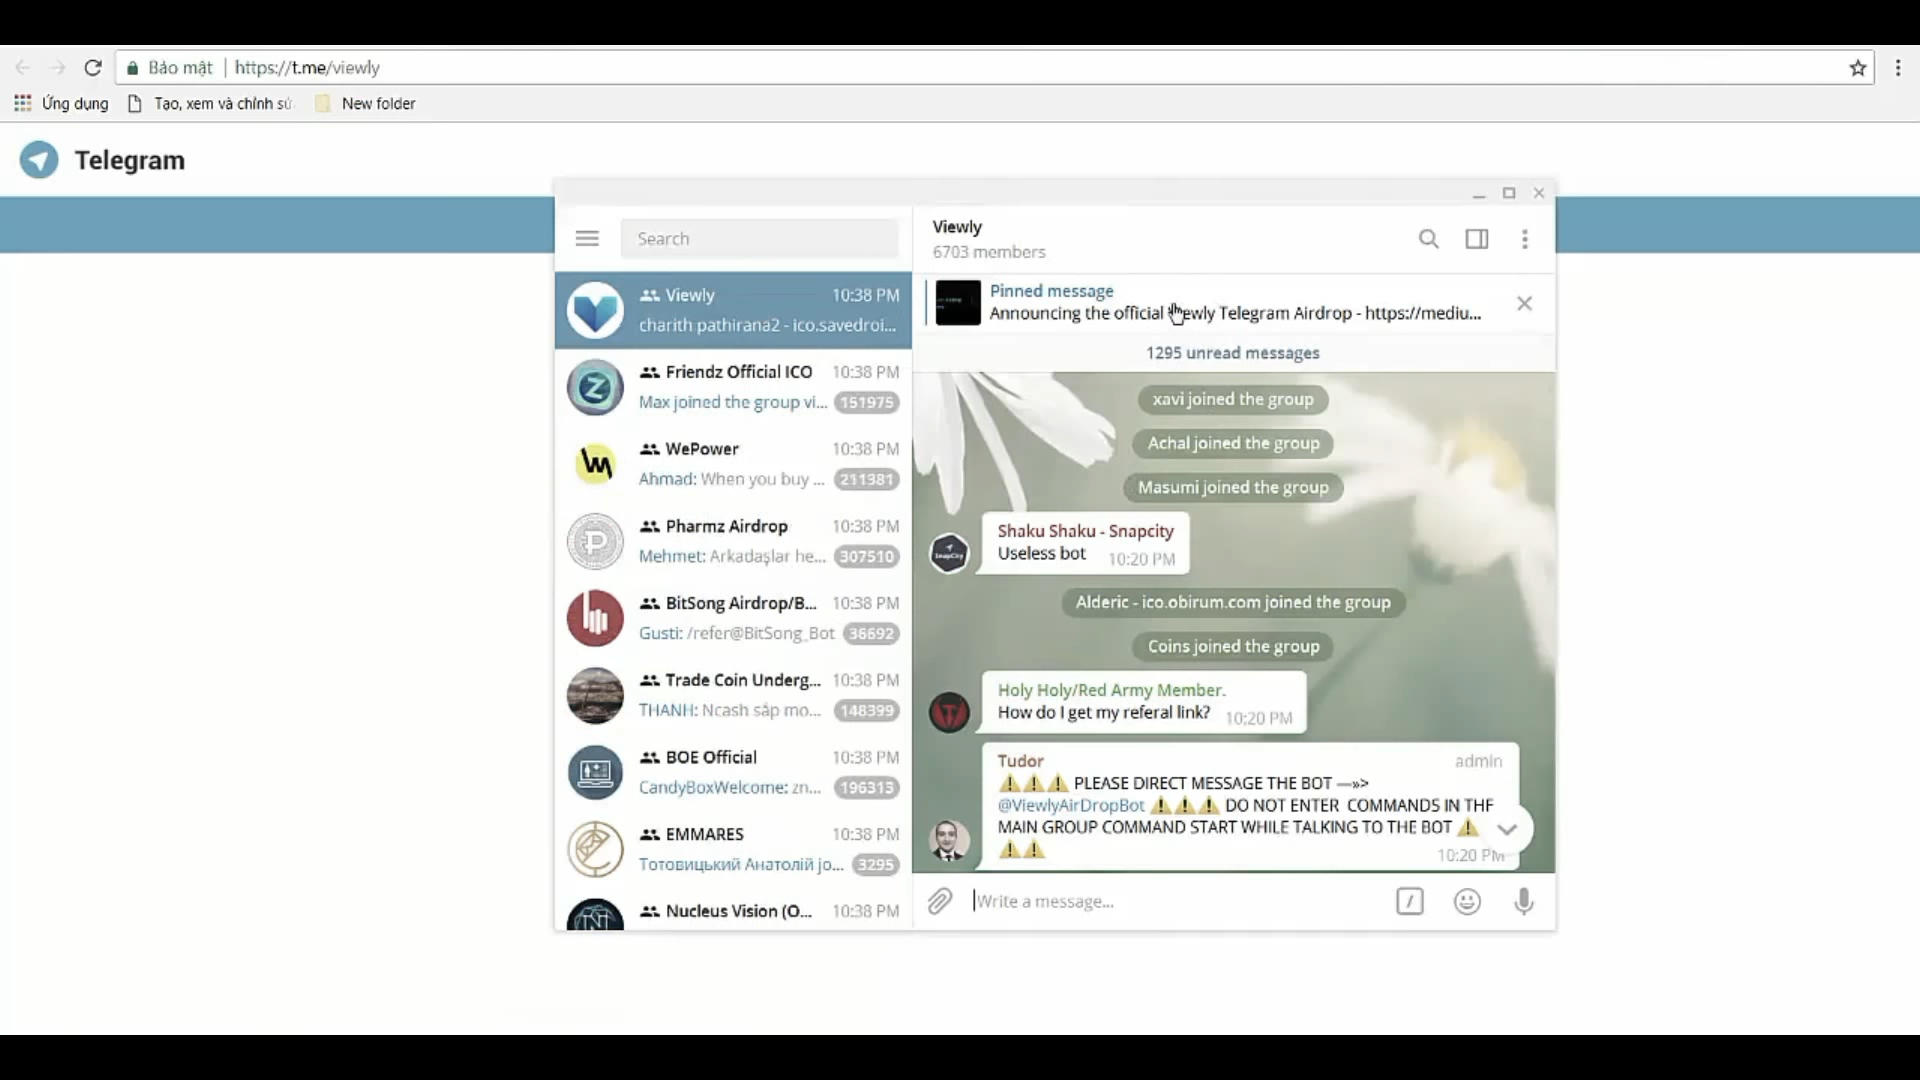 Bảo mật | https://t.me/viewly
Ứng dụng Tạo, xem và chỉnh sử New folder
Telegram
Search
Viewly 10:38 PM
charith pathirana2 - ico.savedroi...
Friendz Official ICO 10:38 PM
Max joined the group vi... 151975
WePower 10:38 PM
Ahmad: When you buy ... 211381
Pharmz Airdrop 10:38 PM
Mehmet: Arkadaşlar he... 307510
BitSong Airdrop/B... 10:38 PM
Gusti: /refer@BitSong_Bot 36692
Trade Coin Underg... 10:38 PM
THANH: Ncash sắp mo... 148399
BOE Official 10:38 PM
CandyBoxWelcome: zn... 196313
EMMARES 10:38 PM
Тотовицький Анатолій jo... 3295
Nucleus Vision (O... 10:38 PM
Viewly
6703 members
Pinned message
Announcing the official Viewly Telegram Airdrop - https://mediu...
1295 unread messages
xavi joined the group
Achal joined the group
Masumi joined the group
Shaku Shaku - Snapcity
Useless bot 10:20 PM
SnapCity
Alderic - ico.obirum.com joined the group
Coins joined the group
Holy Holy/Red Army Member.
How do I get my referal link? 10:20 PM
Tudor admin
⚠️⚠️⚠️ PLEASE DIRECT MESSAGE THE BOT —»>
@ViewlyAirDropBot ⚠️⚠️⚠️ DO NOT ENTER COMMANDS IN THE
MAIN GROUP COMMAND START WHILE TALKING TO THE BOT ⚠️
⚠️⚠️ 10:20 PM
Write a message...